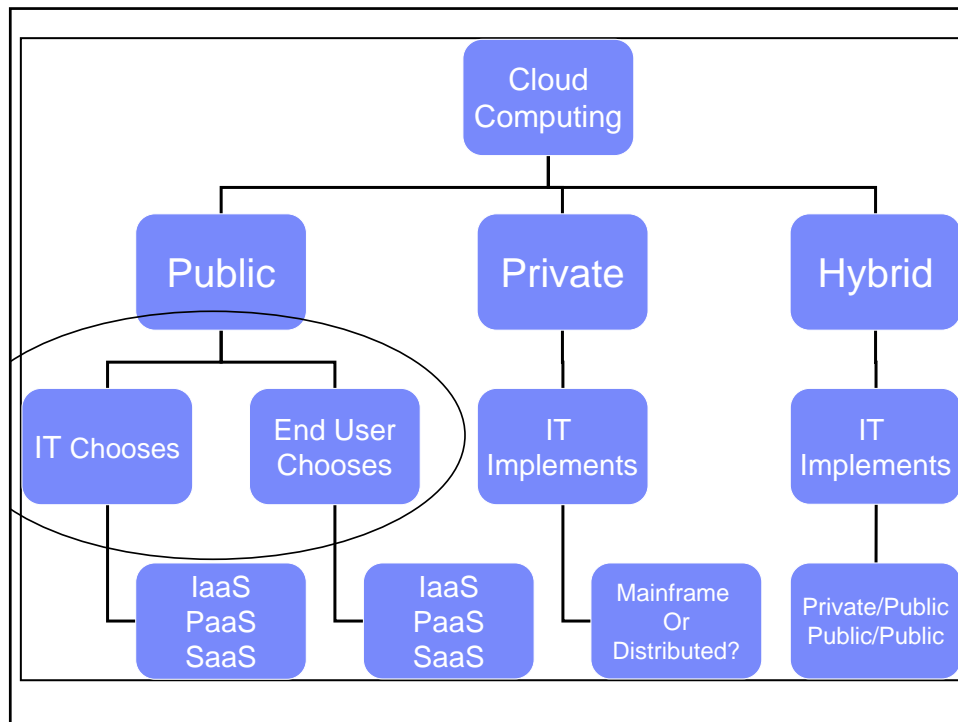 Cloud
Computing
Public
Private
Hybrid
IT Chooses
End User
Chooses
IT
Implements
IT
Implements
IaaS
PaaS
SaaS
IaaS
PaaS
SaaS
Mainframe
Or
Distributed?
Private/Public
Public/Public